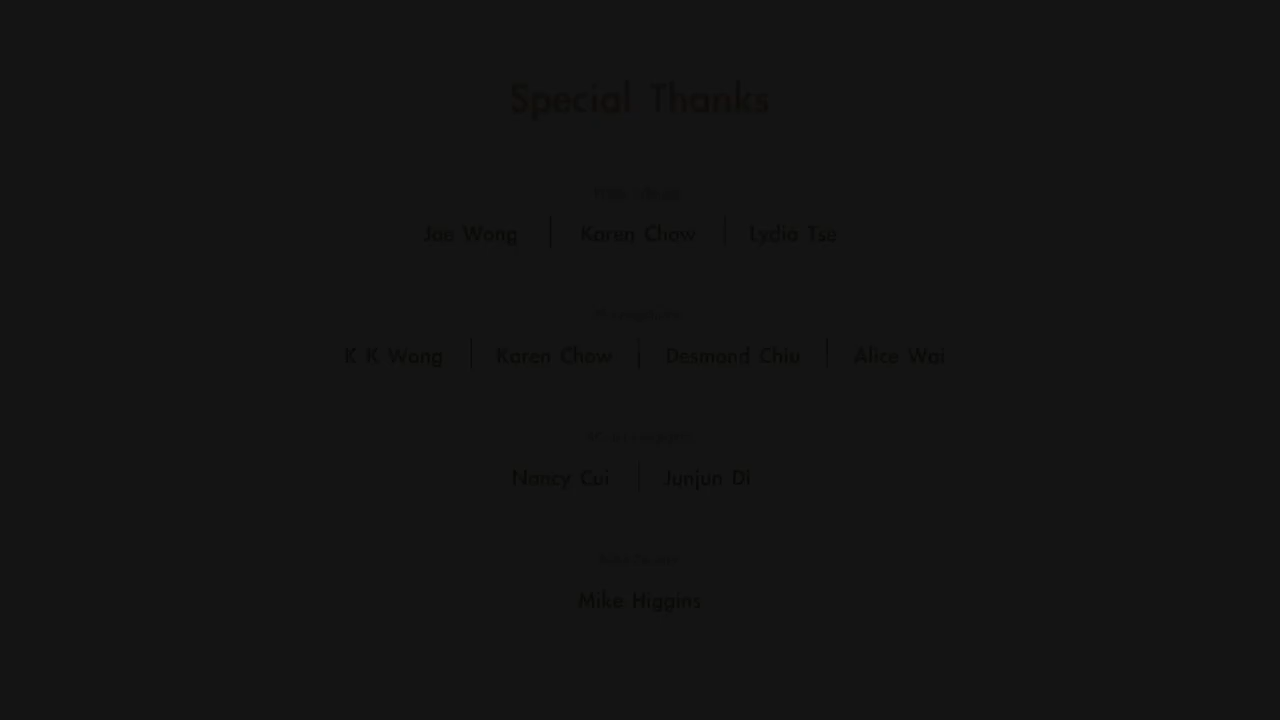 Special Thanks
Jae Wong | Karen Chow | Lydia Tse
K K Wong | Karen Chow | Desmond Chiu | Alice Wai
Nancy Cui | Junjun Di
Mike Higgins